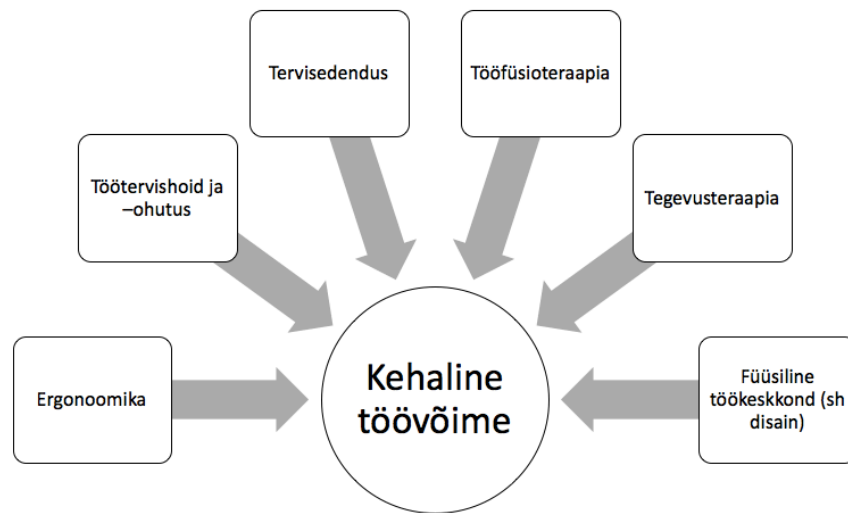 Tervisedendus
Tööfüsioteraapia
Töötervishoid ja
–ohutus
Tegevusteraapia
Ergonoomika
Kehaline
töövõime
Füüsiline
töökeskkond (sh
disain)